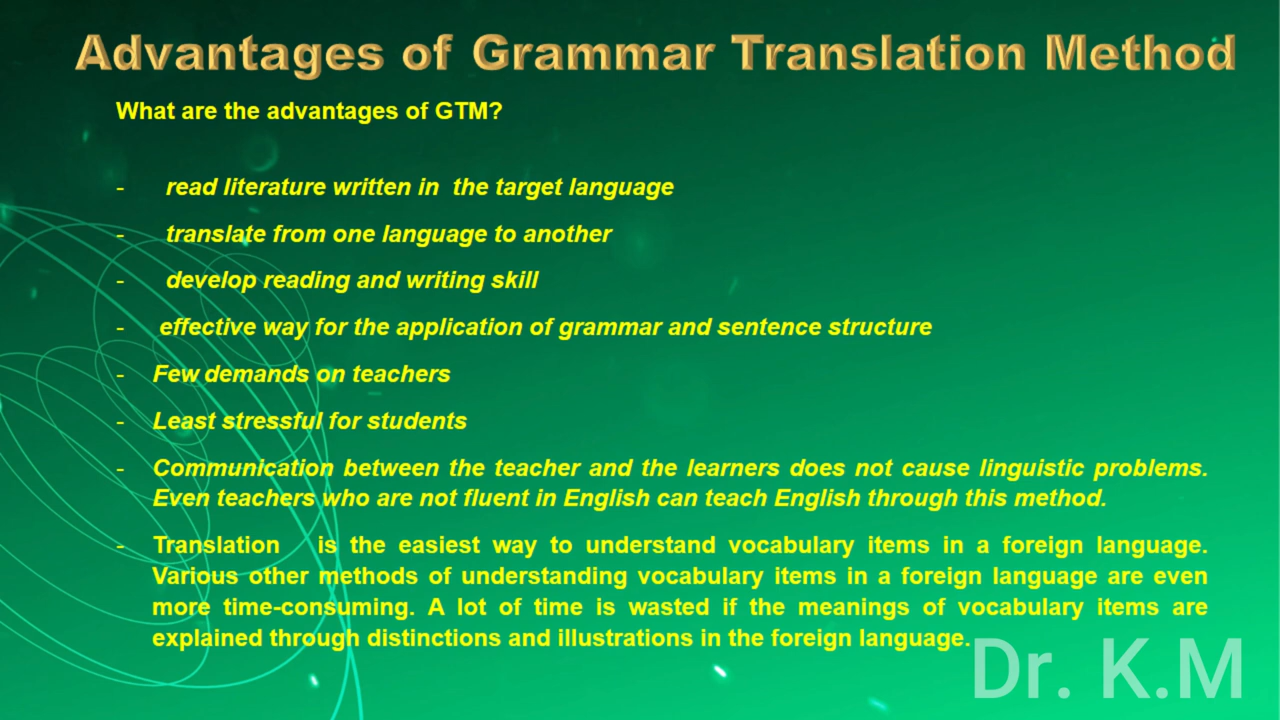 Advantages of Grammar Translation Method
What are the advantages of GTM?
- read literature written in the target language
- translate from one language to another
- develop reading and writing skill
- effective way for the application of grammar and sentence structure
- Few demands on teachers
- Least stressful for students
- Communication between the teacher and the learners does not cause linguistic problems.
Even teachers who are not fluent in English can teach English through this method.
- Translation is the easiest way to understand vocabulary items in a foreign language.
Various other methods of understanding vocabulary items in a foreign language are even
more time-consuming. A lot of time is wasted if the meanings of vocabulary items are
explained through distinctions and illustrations in the foreign language.
Dr. K.M